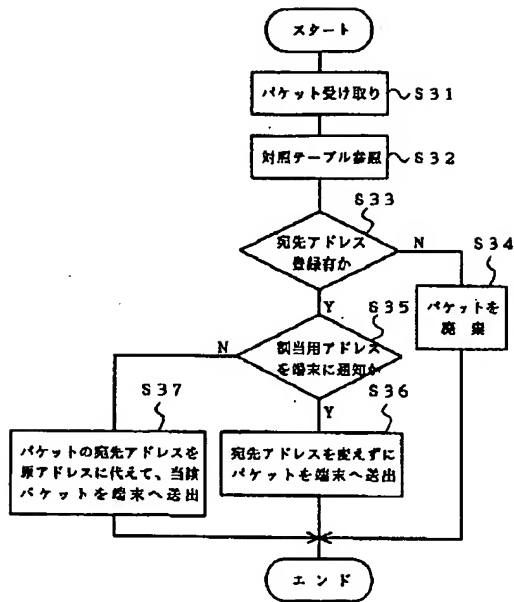 スタート
パケット受け取り
S31
対照テーブル参照
S32
S33
宛先アドレス
登録有か
N
S34
パケットを
廃棄
Y
S35
割当用アドレス
を端末に通知か
N
S37
Y
S36
パケットの宛先アドレスを
原アドレスに代えて、当該
パケットを端末へ送出
宛先アドレスを変えずに
パケットを端末へ送出
エンド